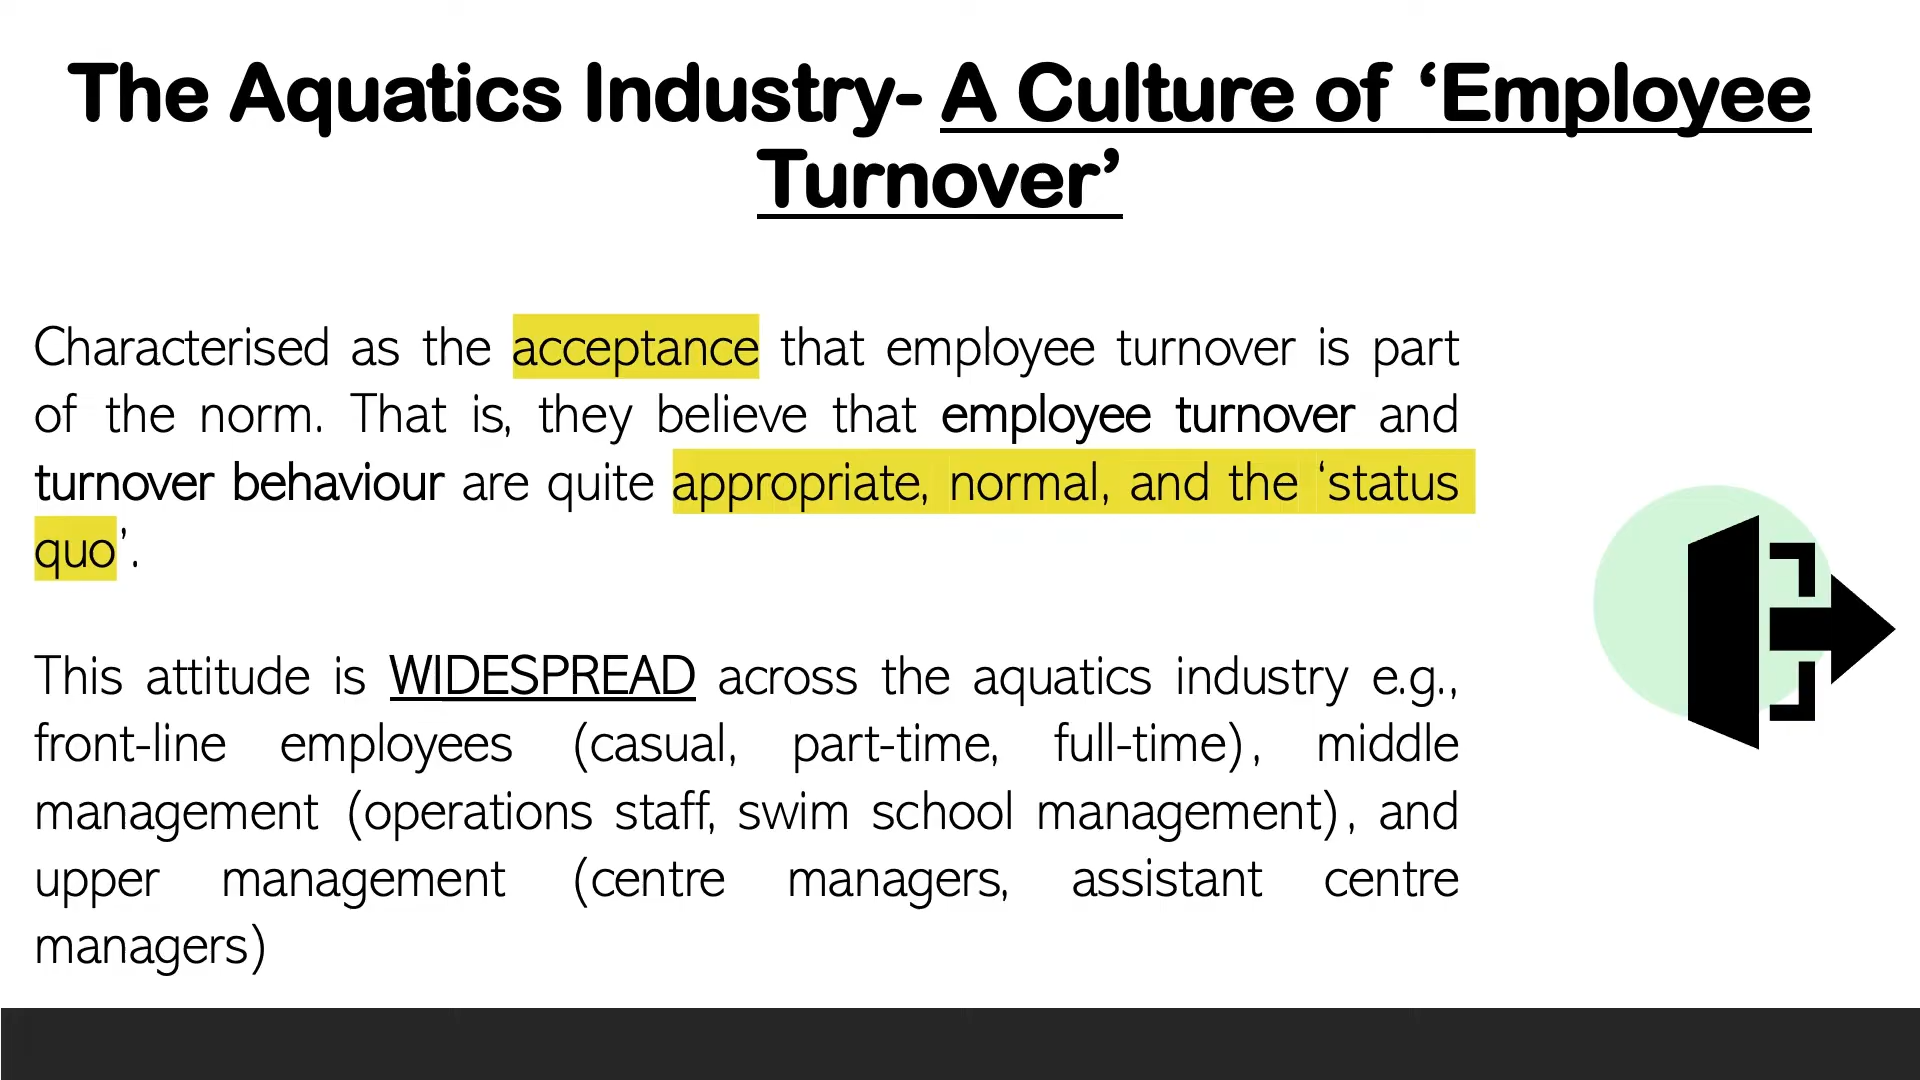 The Aquatics Industry- A Culture of ‘Employee
Turnover’
Characterised as the acceptance that employee turnover is part
of the norm. That is, they believe that employee turnover and
turnover behaviour are quite appropriate, normal, and the ‘status
quo’.
This attitude is WIDESPREAD across the aquatics industry e.g.,
front-line employees (casual, part-time, full-time), middle
management (operations staff, swim school management), and
upper management (centre managers, assistant centre
managers)